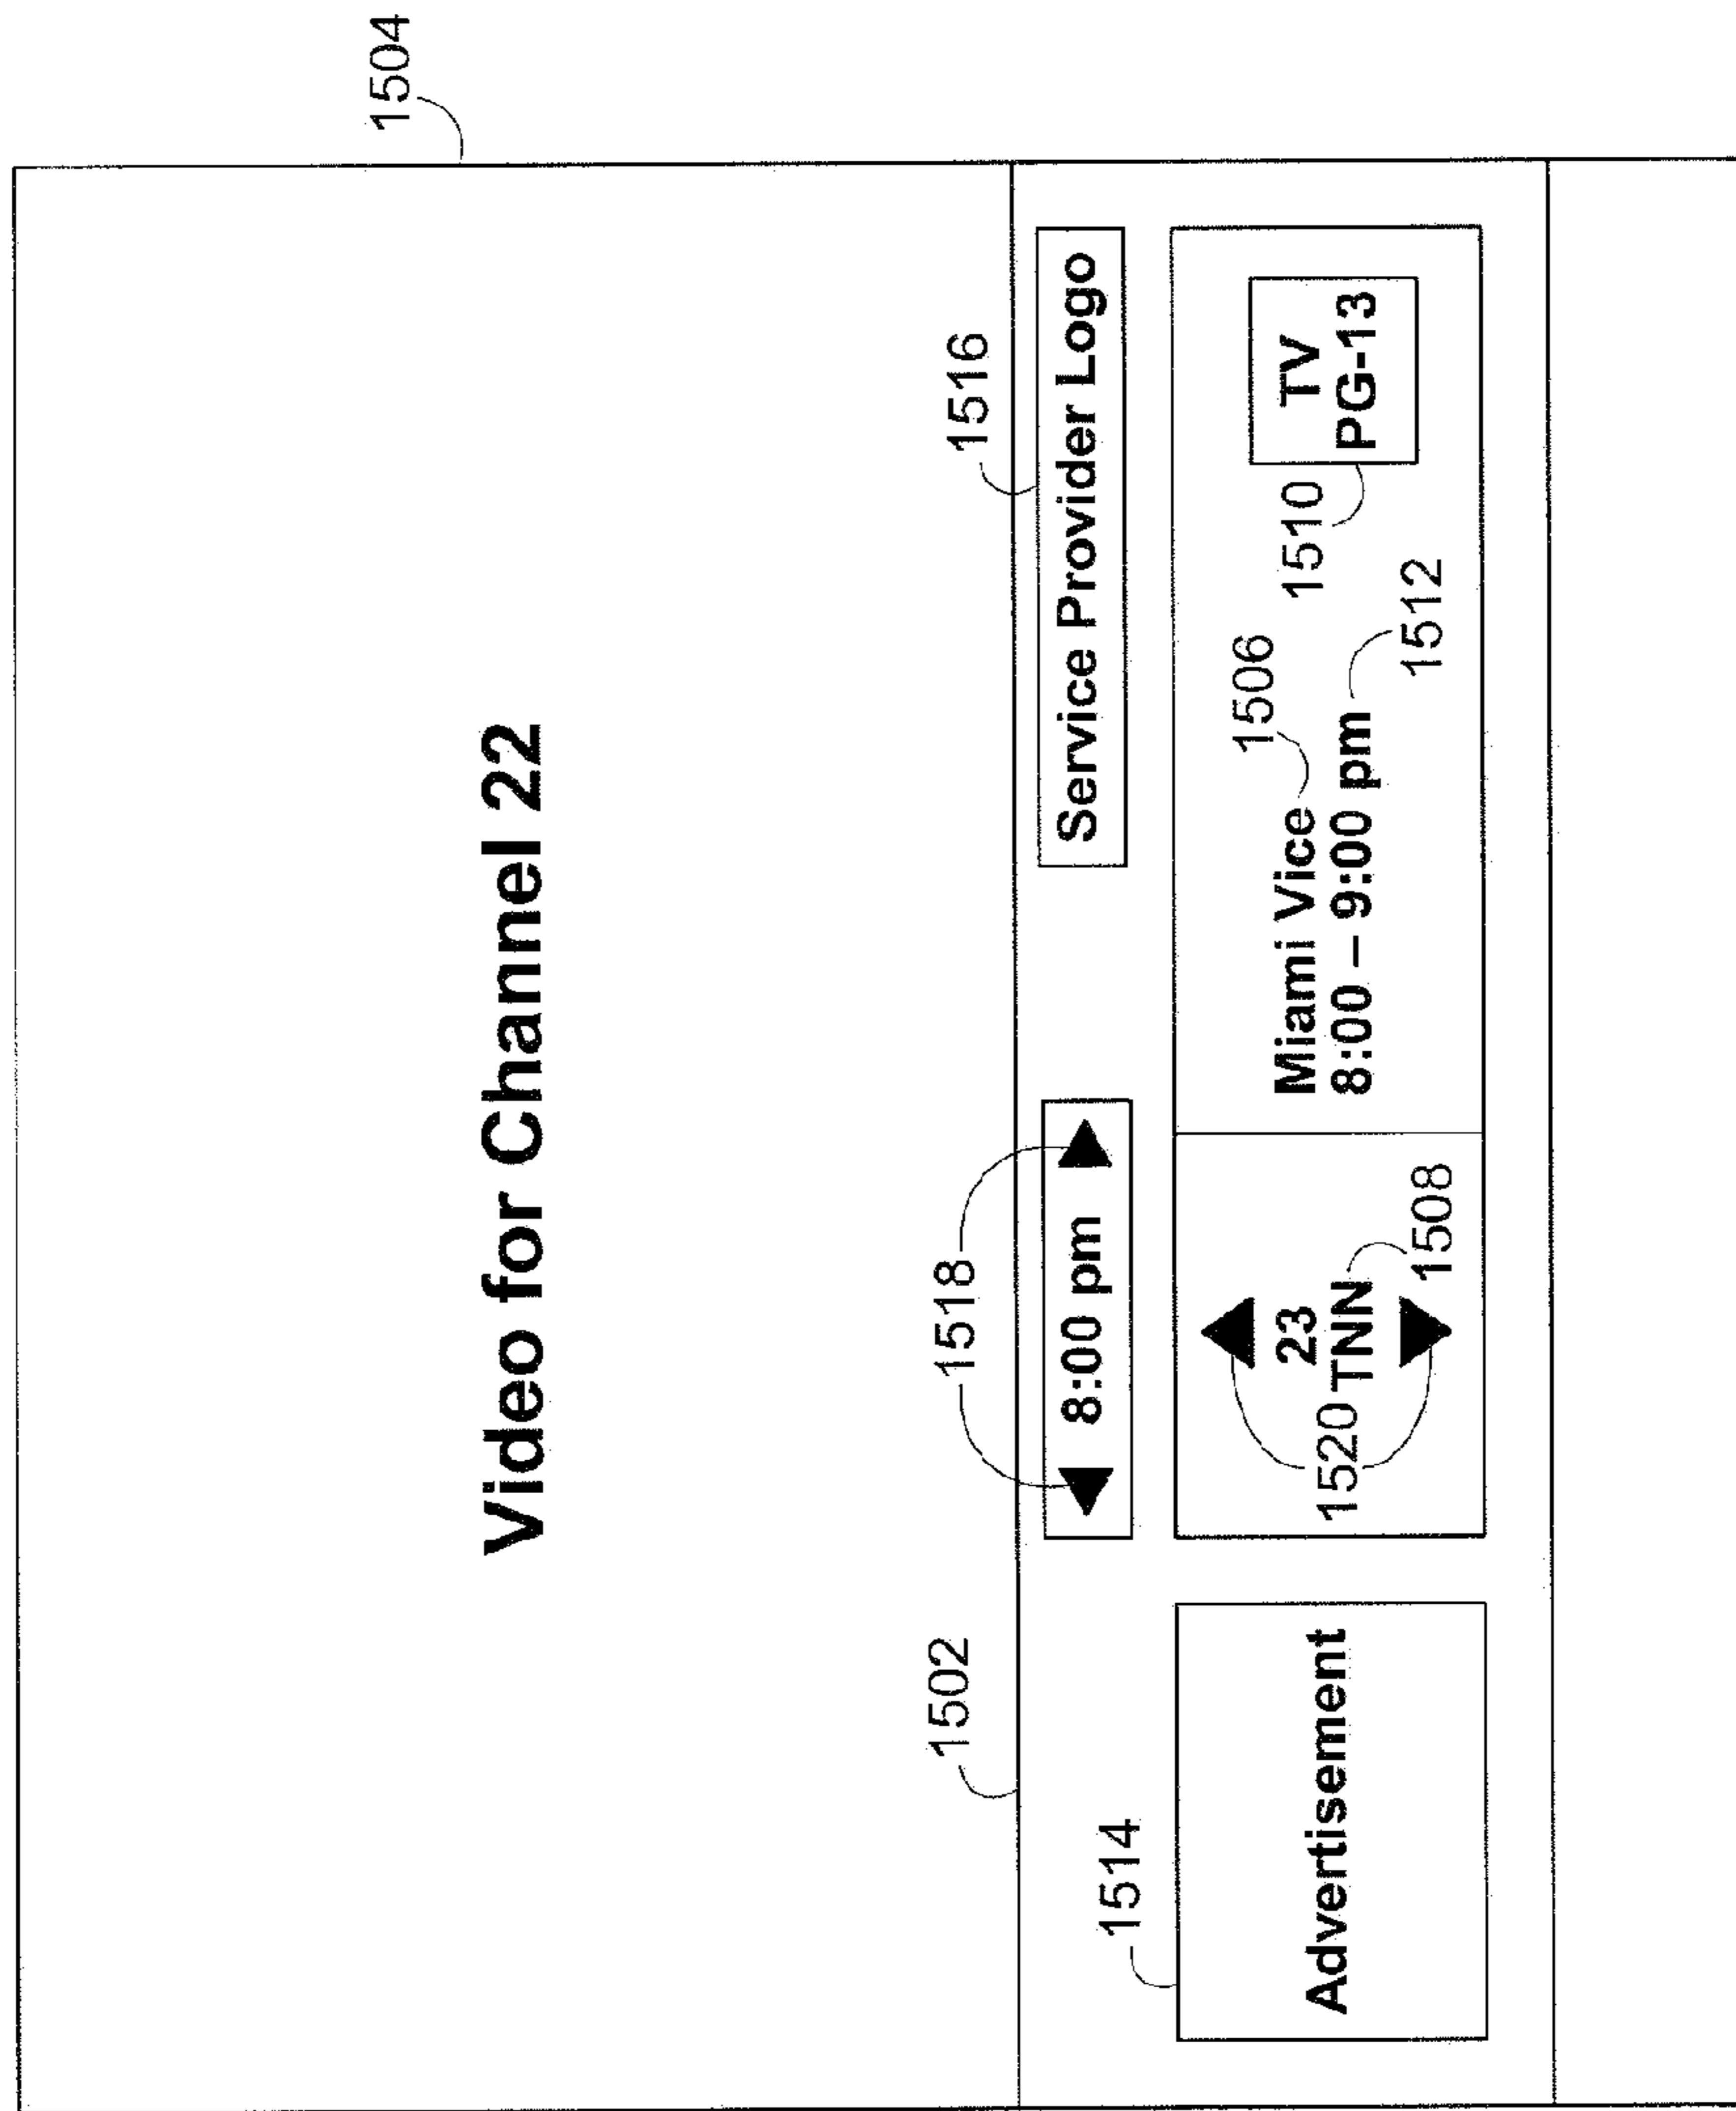 1504
Video for Channel 22
1502
1518
1516
8:00 pm
Service Provider Logo
1514
Advertisement
23
1520 TNN
1508
1506
Miami Vice
8:00 – 9:00 pm
1512
1510
TV
PG-13